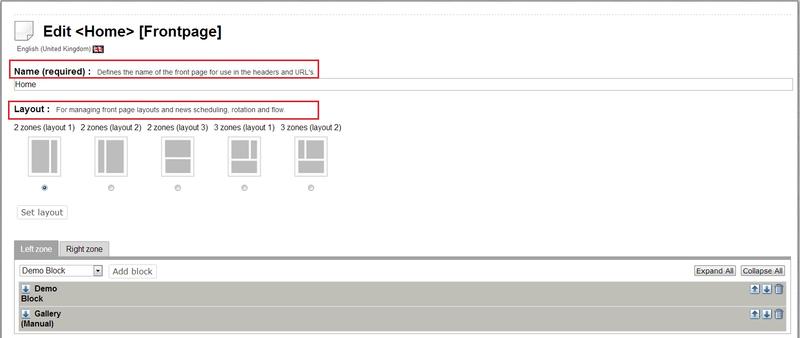 Edit <Home> [Frontpage]
English (United Kingdom)
Name (required) : Defines the name of the front page for use in the headers and URL's.
Home
Layout : For managing front page layouts and news scheduling, rotation and flow.
2 zones (layout 1) 2 zones (layout 2) 2 zones (layout 3) 3 zones (layout 1) 3 zones (layout 2)
Set layout
Left zone Right zone
Demo Block Add block Expand All Collapse All
Demo
Block
Gallery
(Manual)